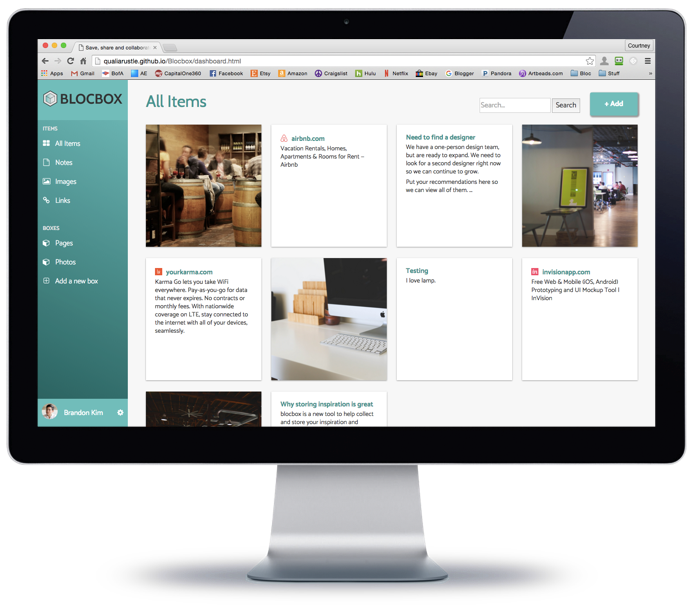 Save, share and collabora
Courtney
qualiarustle.github.io/Blocbox/dashboard.html
Apps Gmail BofA AE CapitalOne360 Facebook Etsy Amazon Craigslist Hulu Netflix Ebay Blogger Pandora Artbeads.com Bloc Stuff »
BLOCBOX
All Items
Search...
Search
+ Add
ITEMS
All Items
Notes
Images
Links
BOXES
Pages
Photos
Add a new box
Brandon Kim
airbnb.com
Vacation Rentals, Homes,
Apartments & Rooms for Rent –
Airbnb
Need to find a designer
We have a one-person design team,
but are ready to expand. We need to
look for a second designer right now
so we can continue to grow.
Put your recommendations here so
we can view all of them. ...
yourkarma.com
Karma Go lets you take WiFi
everywhere. Pay-as-you-go for data
that never expires. No contracts or
monthly fees. With nationwide
coverage on LTE, stay connected to
the internet with all of your devices,
seamlessly.
Testing
I love lamp.
invisionapp.com
Free Web & Mobile (iOS, Android)
Prototyping and UI Mockup Tool |
InVision
Why storing inspiration is great
blocbox is a new tool to help collect
and store your inspiration and